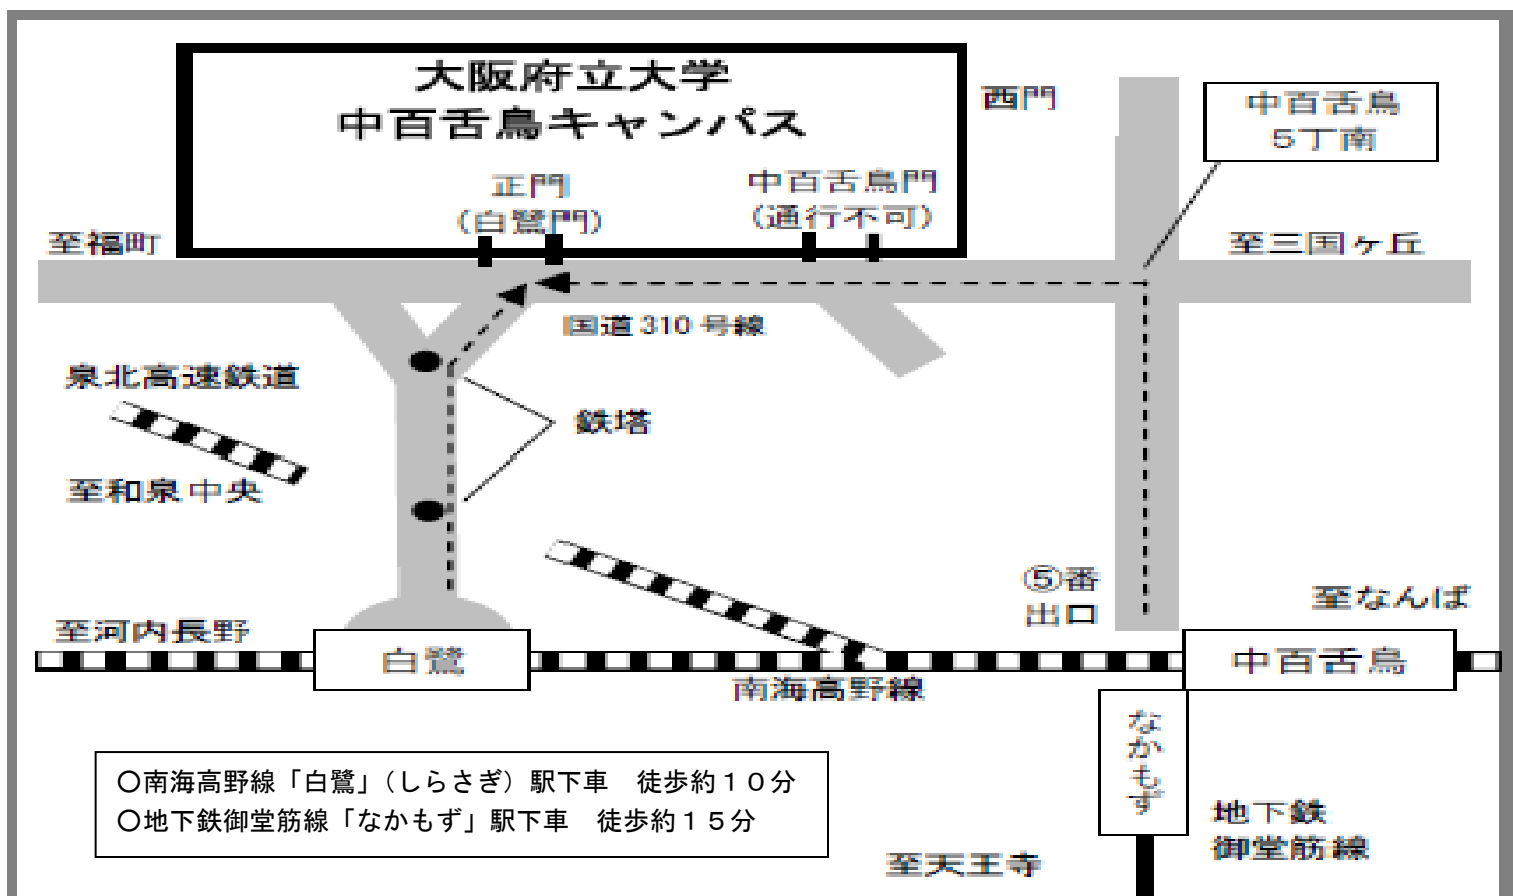 大阪府立大学
中百舌鳥キャンパス
西門
中百舌鳥
5丁南
正門
(白鷺門)
中百舌鳥門
(通行不可)
至福町
至三国ヶ丘
国道310号線
泉北高速鉄道
鉄塔
至和泉中央
⑤番
出口
至なんば
至河内長野
白鷺
中百舌鳥
南海高野線
なかもず
○南海高野線「白鷺」(しらさぎ)駅下車 徒歩約10分
○地下鉄御堂筋線「なかもず」駅下車 徒歩約15分
地下鉄
御堂筋線
至天王寺